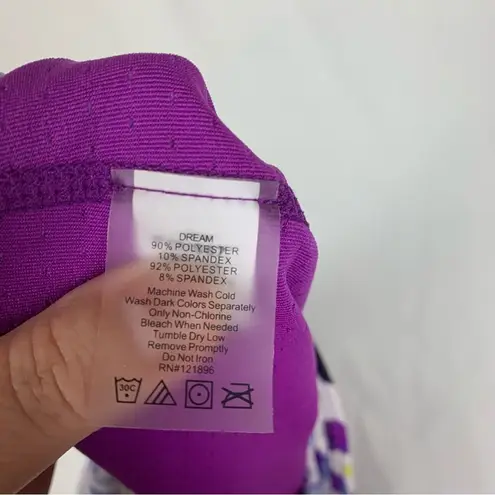 DREAM
90% POLYESTER
10% SPANDEX
92% POLYESTER
8% SPANDEX
Machine Wash Cold
Wash Dark Colors Separately
Only Non-Chlorine
Bleach When Needed
Tumble Dry Low
Remove Promptly
Do Not Iron
RN#121896
30C